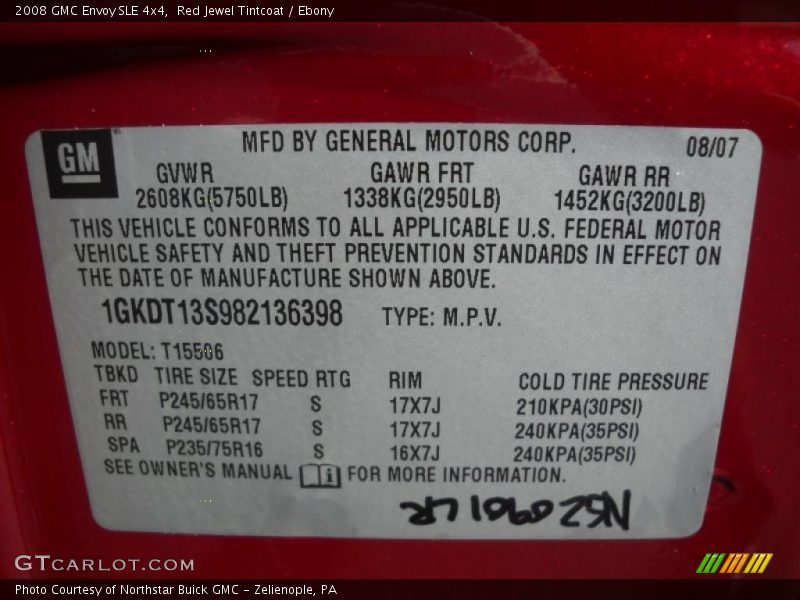 2008 GMC Envoy SLE 4x4, Red Jewel Tintcoat / Ebony
GM
MFD BY GENERAL MOTORS CORP. 08/07
GVWR GAWR FRT GAWR RR
2608KG(5750LB) 1338KG(2950LB) 1452KG(3200LB)
THIS VEHICLE CONFORMS TO ALL APPLICABLE U.S. FEDERAL MOTOR
VEHICLE SAFETY AND THEFT PREVENTION STANDARDS IN EFFECT ON
THE DATE OF MANUFACTURE SHOWN ABOVE.
1GKDT13S982136398 TYPE: M.P.V.
MODEL: T15506
TBKD TIRE SIZE SPEED RTG RIM COLD TIRE PRESSURE
FRT P245/65R17 S 17X7J 210KPA(30PSI)
RR P245/65R17 S 17X7J 240KPA(35PSI)
SPA P235/75R16 S 16X7J 240KPA(35PSI)
SEE OWNER'S MANUAL i FOR MORE INFORMATION.
GTCARLOT.COM
Photo Courtesy of Northstar Buick GMC - Zelienople, PA